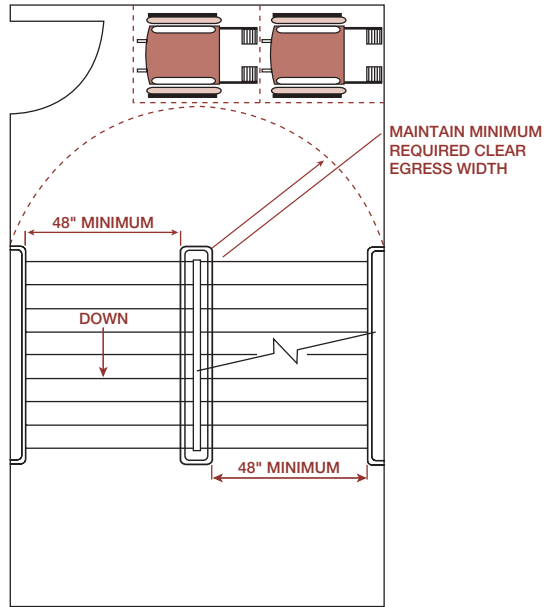 MAINTAIN MINIMUM
REQUIRED CLEAR
EGRESS WIDTH
48" MINIMUM
DOWN
48" MINIMUM